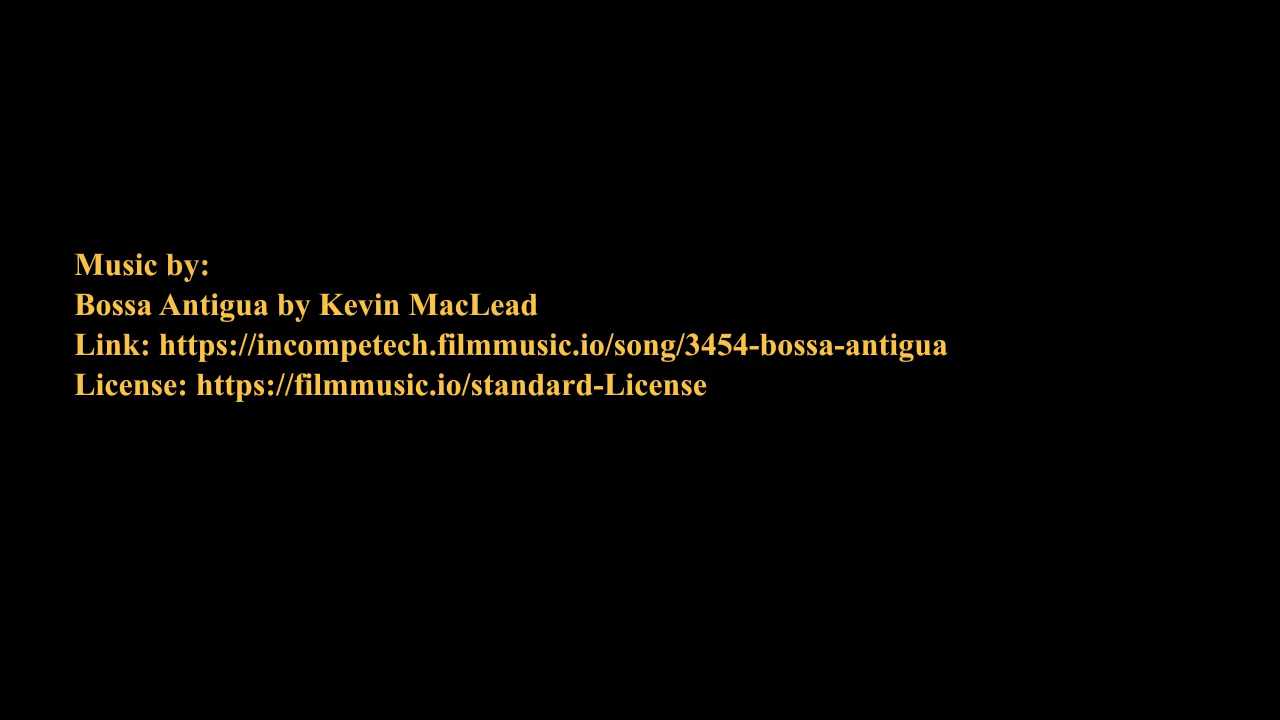 Music by:
Bossa Antigua by Kevin MacLead
Link: https://incompetech.filmmusic.io/song/3454-bossa-antigua
License: https://filmmusic.io/standard-License